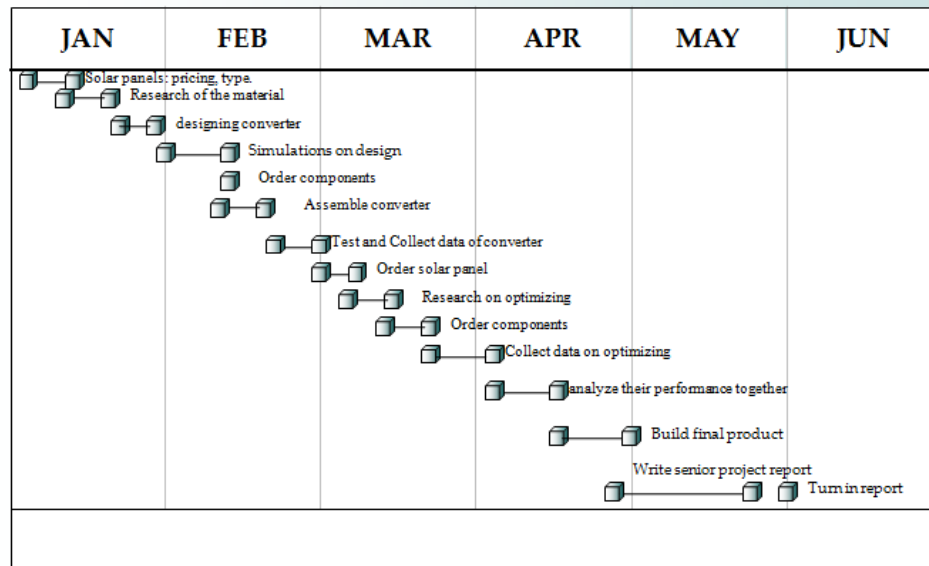 JAN FEB MAR APR MAY JUN
Solar panels: pricing, type.
Research of the material
designing converter
Simulations on design
Order components
Assemble converter
Test and Collect data of converter
Order solar panel
Research on optimizing
Order components
Collect data on optimizing
analyze their performance together
Build final product
Write senior project report
Turn in report